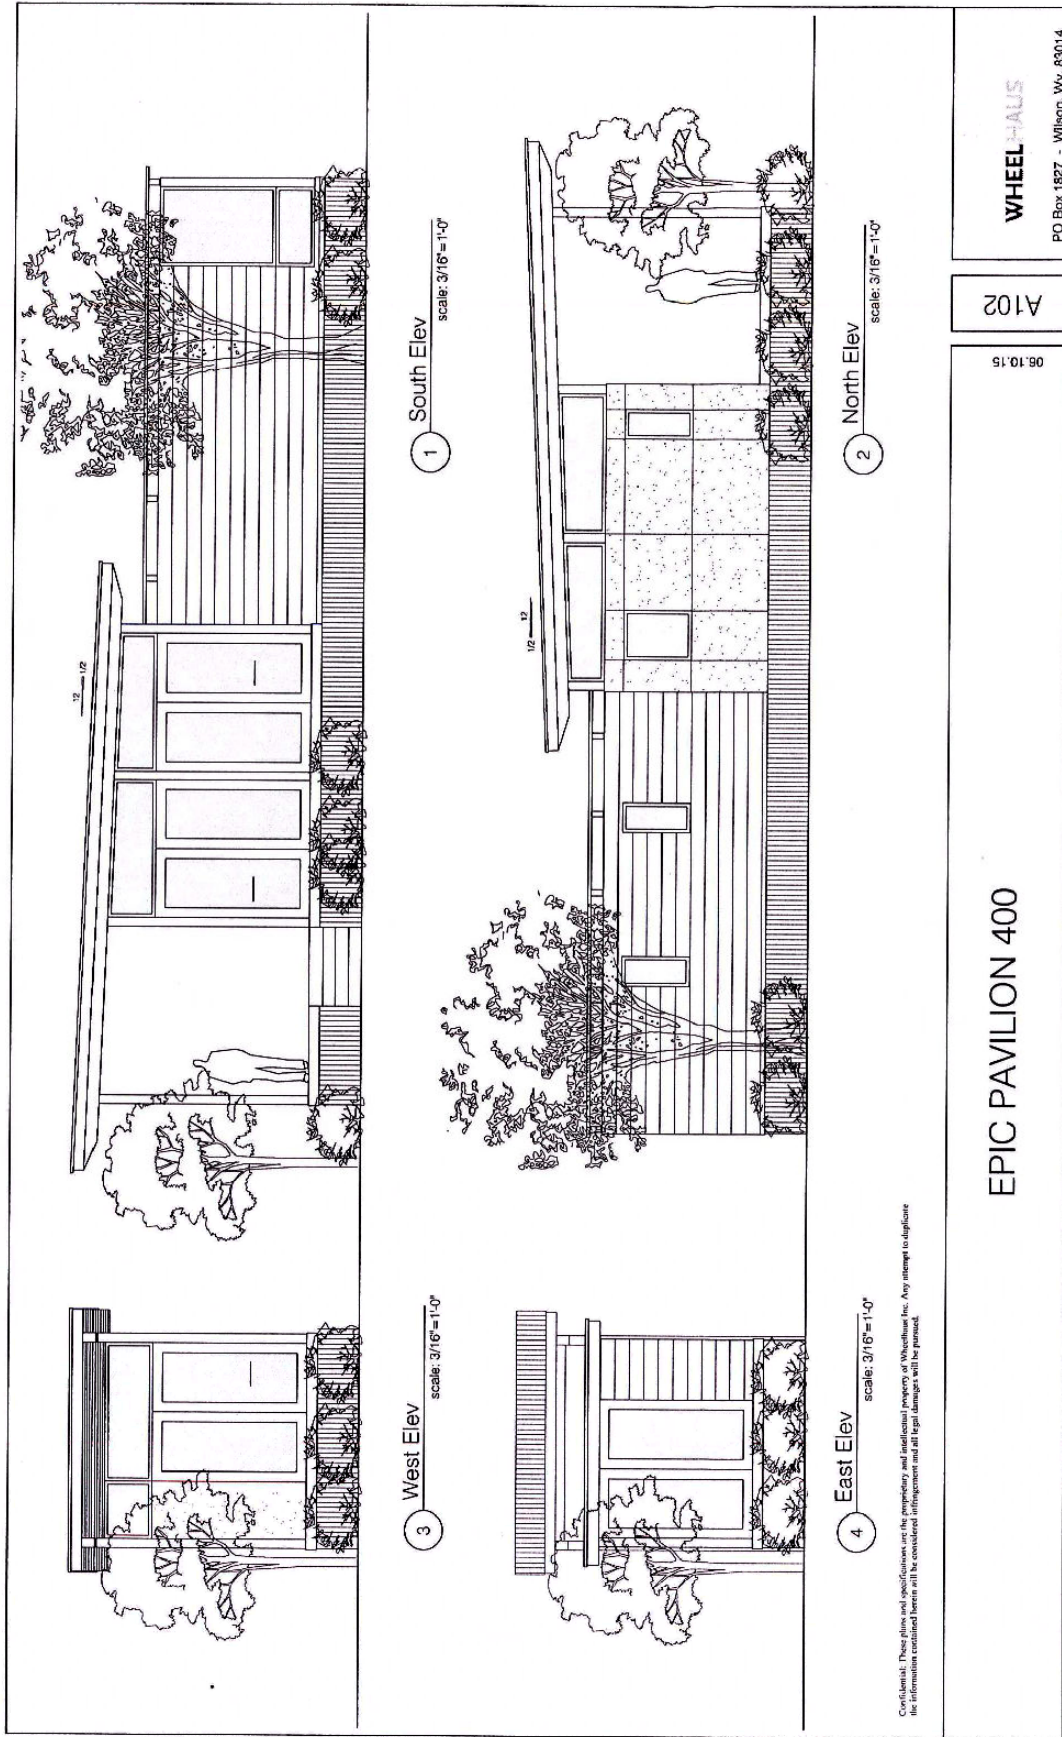 12
1/2
1
South Elev
scale: 3/16"=1'-0"
3
West Elev
scale: 3/16"=1'-0"
12
1/2
2
North Elev
scale: 3/16"=1'-0"
4
East Elev
scale: 3/16"=1'-0"
Confidential: These plans and specifications are the proprietary and intellectual property of Wheelhaus Inc. Any attempt to duplicate
the information contained herein will be considered infringement and all legal damages will be pursued.
EPIC PAVILION 400
06.10.15
A102
WHEELHAUS
PO Box 1827 - Wilson, Wy 83014